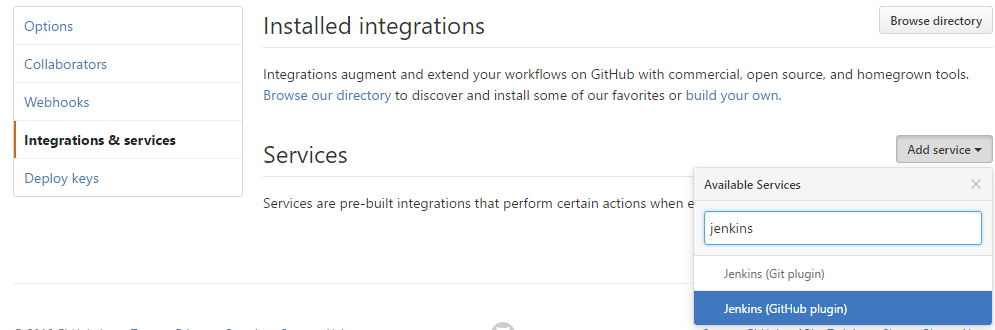 Options
Collaborators
Webhooks
Integrations & services
Deploy keys
Installed integrations
Browse directory
Integrations augment and extend your workflows on GitHub with commercial, open source, and homegrown tools.
Browse our directory to discover and install some of our favorites or build your own.
Services
Add service
Services are pre-built integrations that perform certain actions when e
Available Services
jenkins
Jenkins (Git plugin)
Jenkins (GitHub plugin)